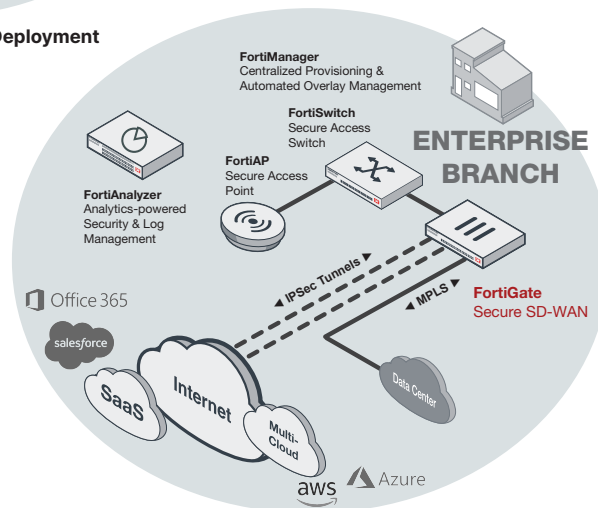 Deployment
FortiManager
Centralized Provisioning &
Automated Overlay Management
FortiSwitch
Secure Access
Switch
ENTERPRISE
BRANCH
FortiAP
Secure Access
Point
FortiAnalyzer
Analytics-powered
Security & Log
Management
IPSec Tunnels
MPLS
FortiGate
Secure SD-WAN
Office 365
salesforce
SaaS
Internet
Multi-
Cloud
Data Center
aws
Azure